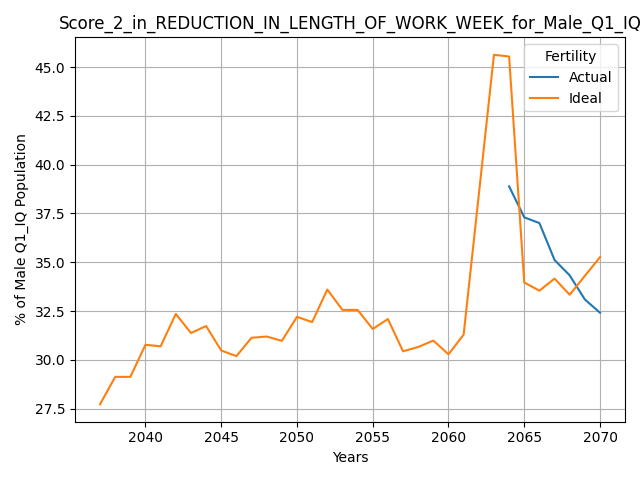 Score_2_in_REDUCTION_IN_LENGTH_OF_WORK_WEEK_for_Male_Q1_IQ
Fertility
Actual
Ideal
% of Male Q1_IQ Population
45.0
42.5
40.0
37.5
35.0
32.5
30.0
27.5
2040 2045 2050 2055 2060 2065 2070
Years